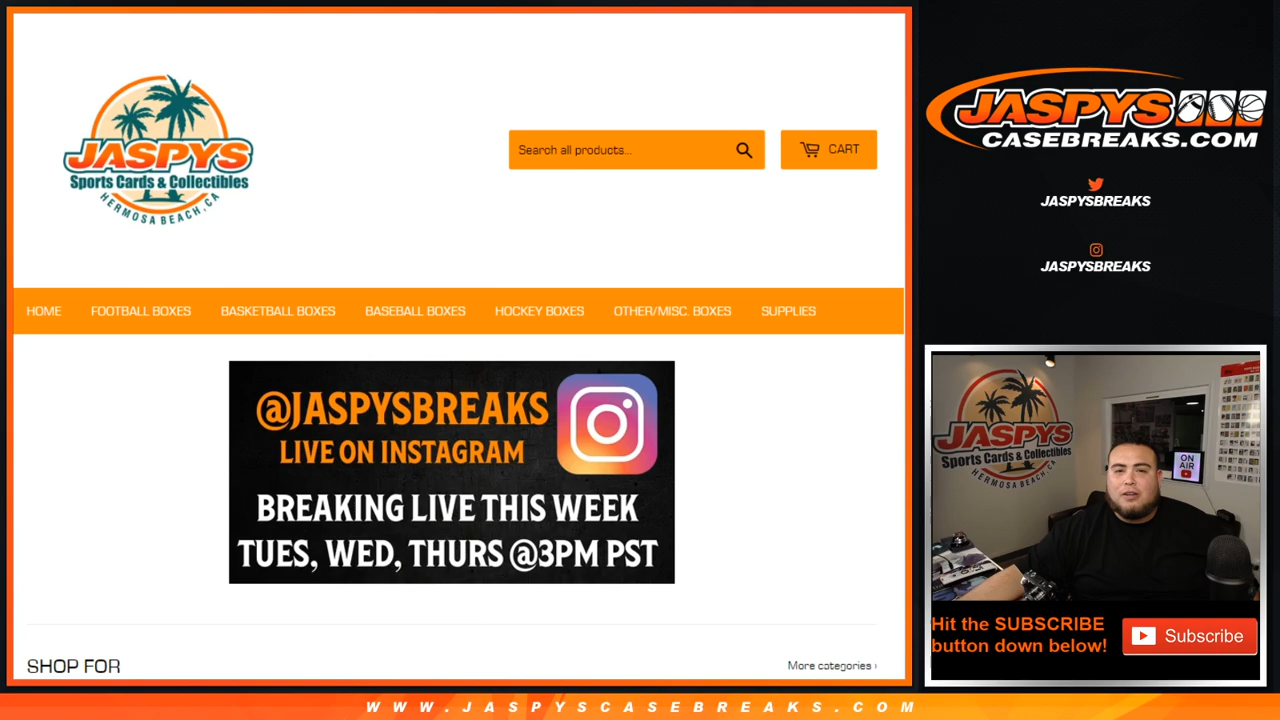 JASPYS
Sports Cards & Collectibles
HERMOSA BEACH, CA
Search all products...
CART
HOME
FOOTBALL BOXES
BASKETBALL BOXES
BASEBALL BOXES
HOCKEY BOXES
OTHER/MISC. BOXES
SUPPLIES
@JASPYSBREAKS
LIVE ON INSTAGRAM
BREAKING LIVE THIS WEEK
TUES, WED, THURS @3PM PST
SHOP FOR
More categories ›
JASPYS
CASEBREAKS.COM
JASPYSBREAKS
JASPYSBREAKS
JASPYS
Sports Cards & Collectibles
HERMOSA BEACH, CA
ON
AIR
Hit the SUBSCRIBE
button down below!
Subscribe
WWW.JASPYSCASEBREAKS.COM